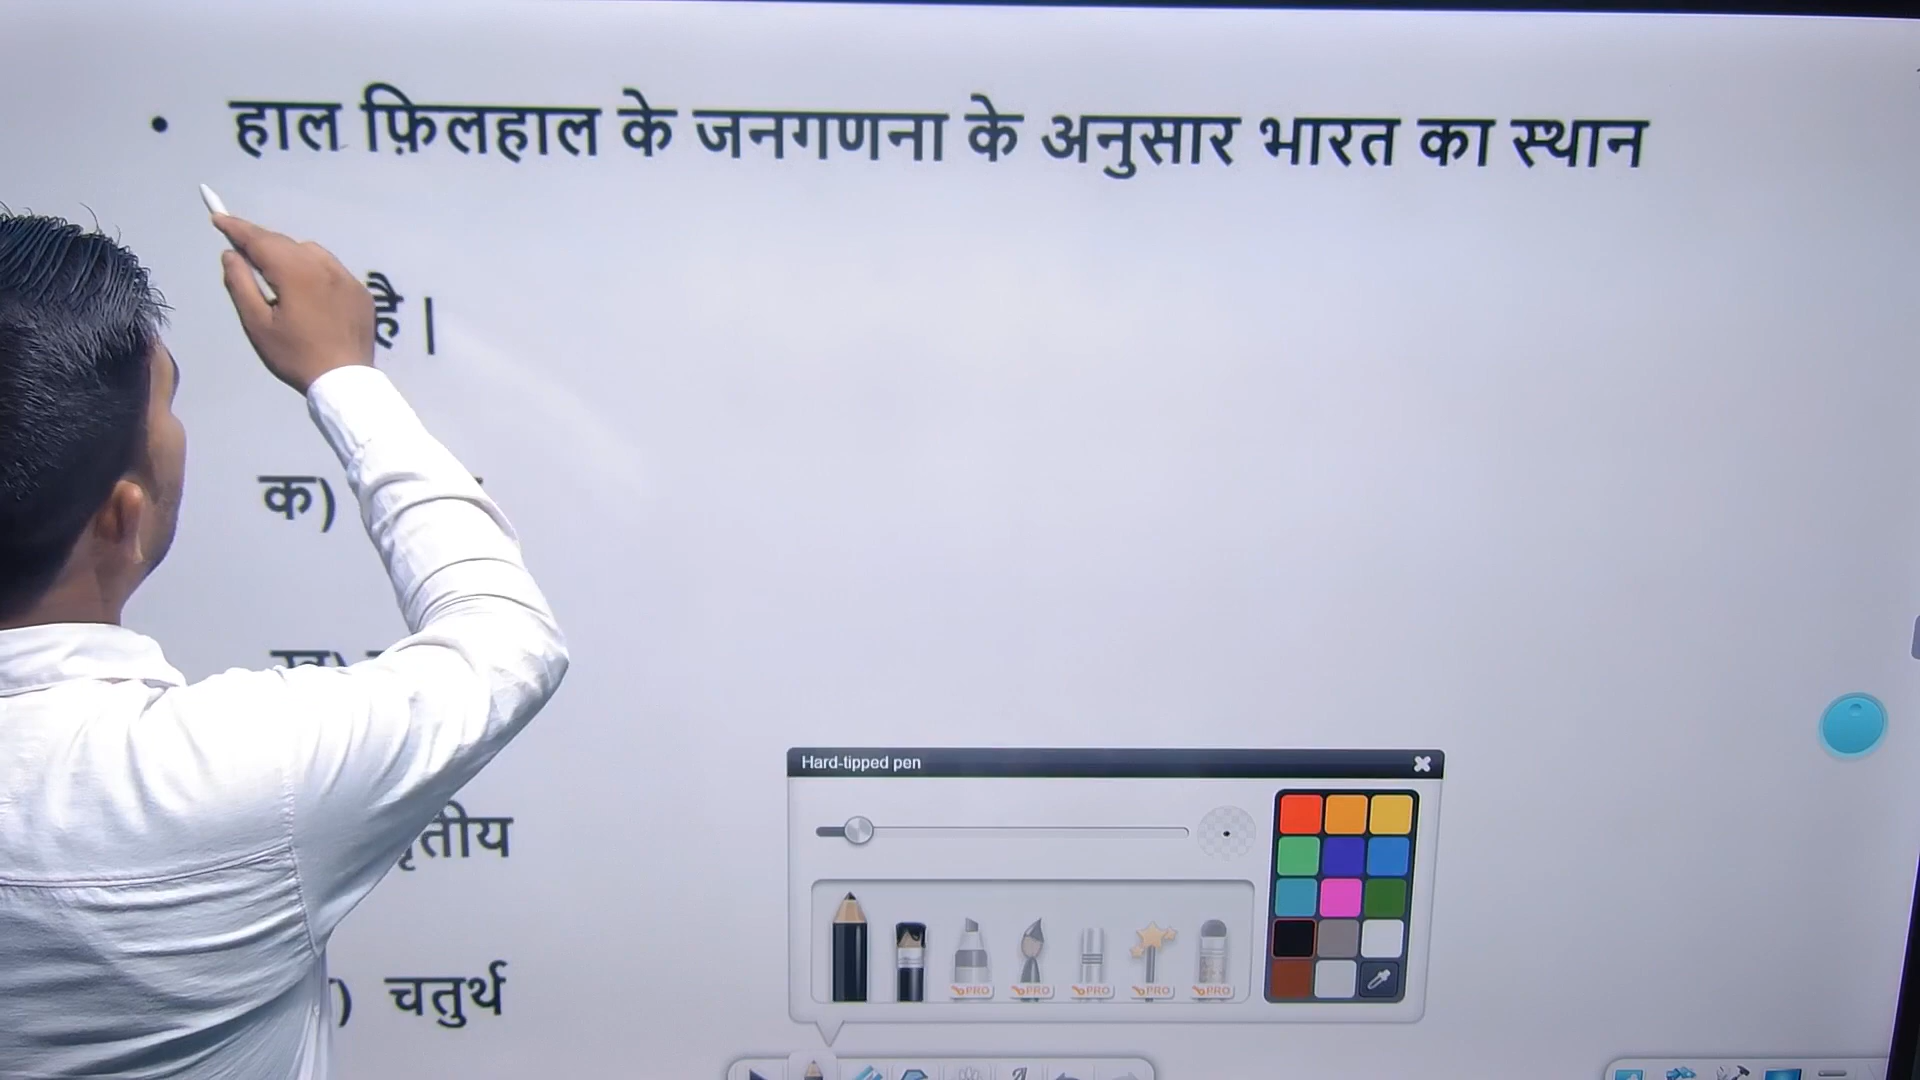 • हाल फ़िलहाल के जनगणना के अनुसार भारत का स्थान
है |
क)
तीय
) चतुर्थ
Hard-tipped pen
PRO PRO PRO PRO PRO